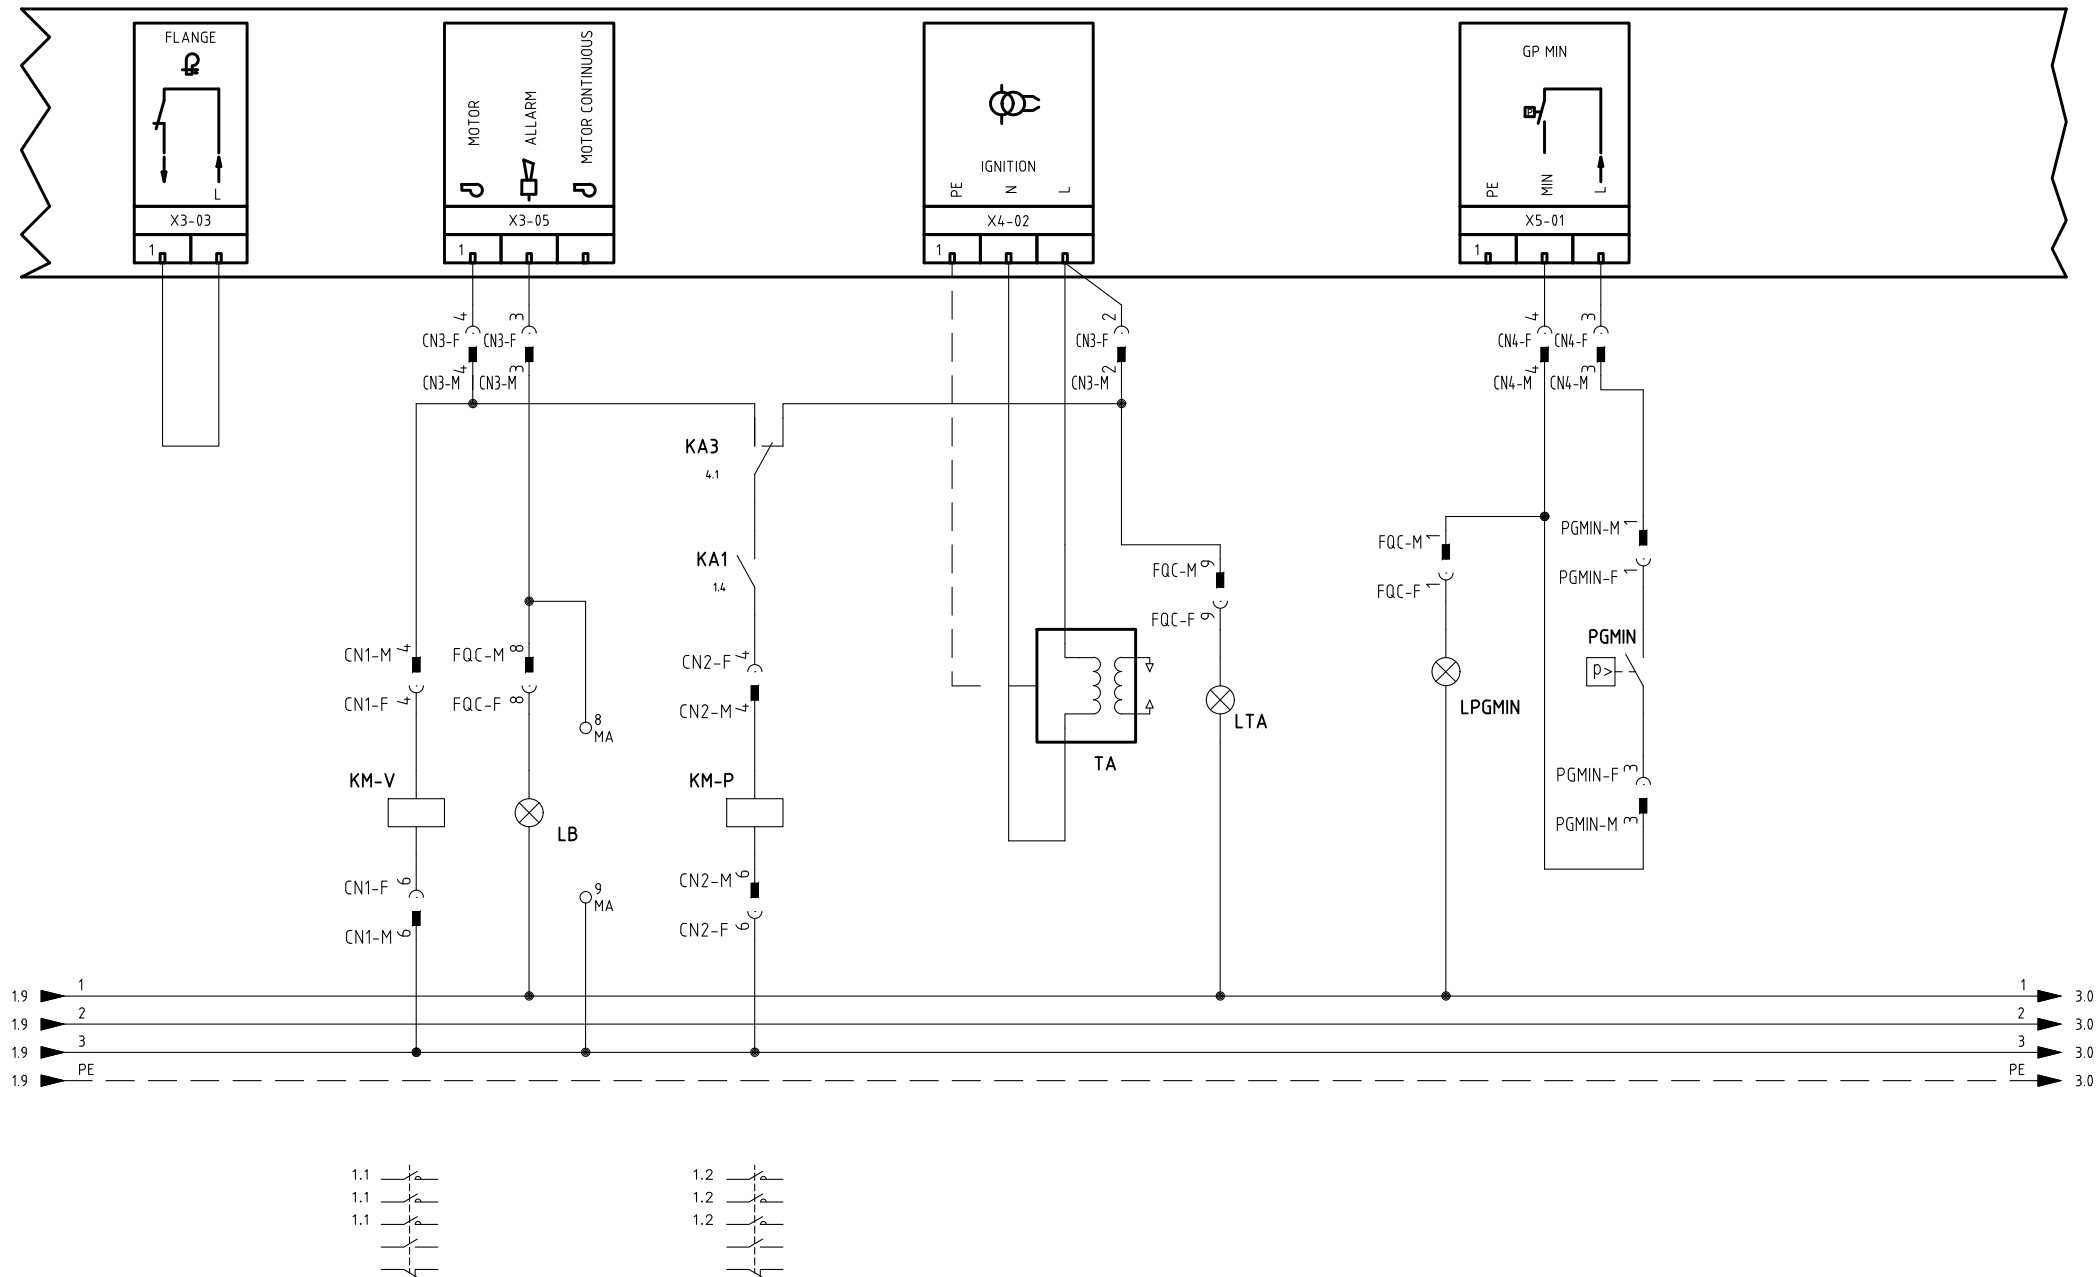 FLANGE
L
X3-03
1
MOTOR
ALLARM
MOTOR CONTINUOUS
X3-05
1
IGNITION
PE
N
L
X4-02
1
GP MIN
P
PE
MIN
L
X5-01
1
4
CN3-F
3
CN3-F
4
CN3-M
3
CN3-M
2
CN3-F
2
CN3-M
4
CN4-F
3
CN4-F
4
CN4-M
3
CN4-M
KA3
4.1
KA1
1.4
CN1-M 4
CN1-F 4
FQC-M 8
FQC-F 8
8
MA
CN2-F 4
CN2-M 4
FQC-M 9
FQC-F 9
FQC-M 1
FQC-F 1
PGMIN-M 1
PGMIN-F 1
PGMIN
P>
LPGMIN
LTA
TA
PGMIN-F 3
PGMIN-M 3
KM-V
LB
KM-P
CN1-F 6
CN1-M 6
9
MA
CN2-M 6
CN2-F 6
1.9 1 1 3.0
1.9 2 2 3.0
1.9 3 3 3.0
1.9 PE PE 3.0
1.1 1.2
1.1 1.2
1.1 1.2